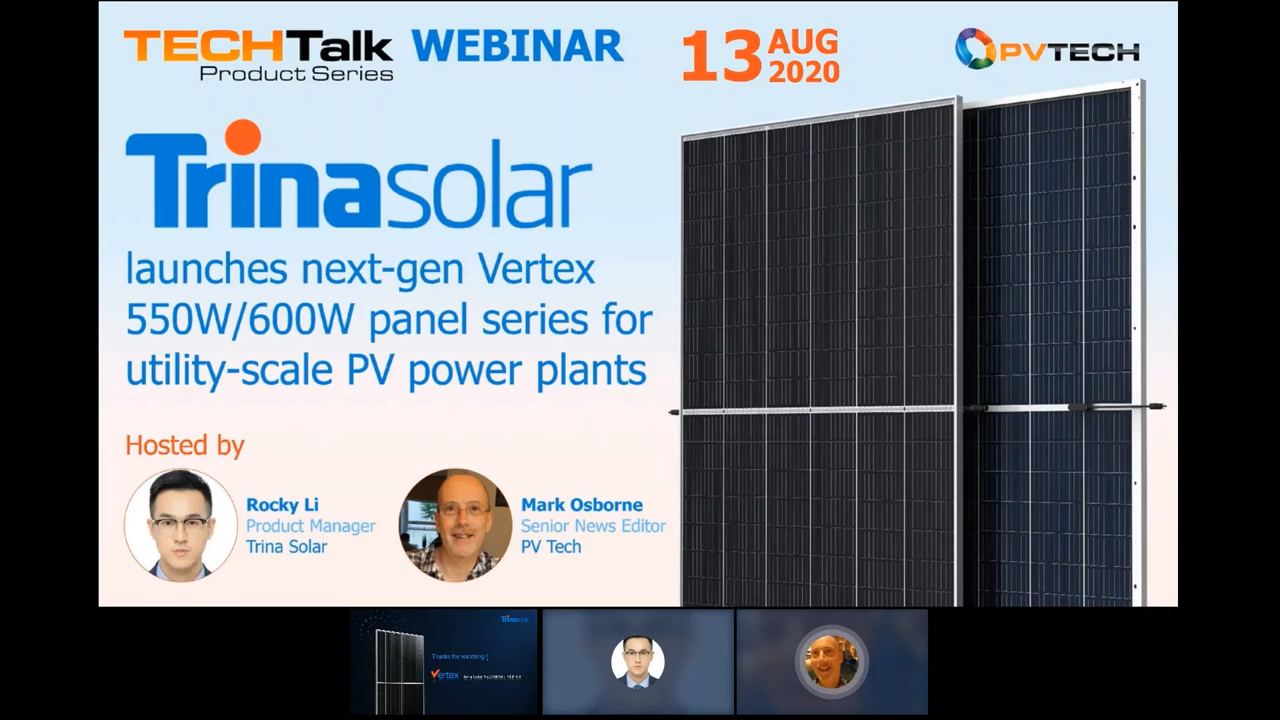 TECHTalk WEBINAR
Product Series
13 AUG 2020
PVTECH
Trinasolar
launches next-gen Vertex
550W/600W panel series for
utility-scale PV power plants
Hosted by
Rocky Li
Product Manager
Trina Solar
Mark Osborne
Senior News Editor
PV Tech
Trinasolar
Thanks for watching !
Vertex